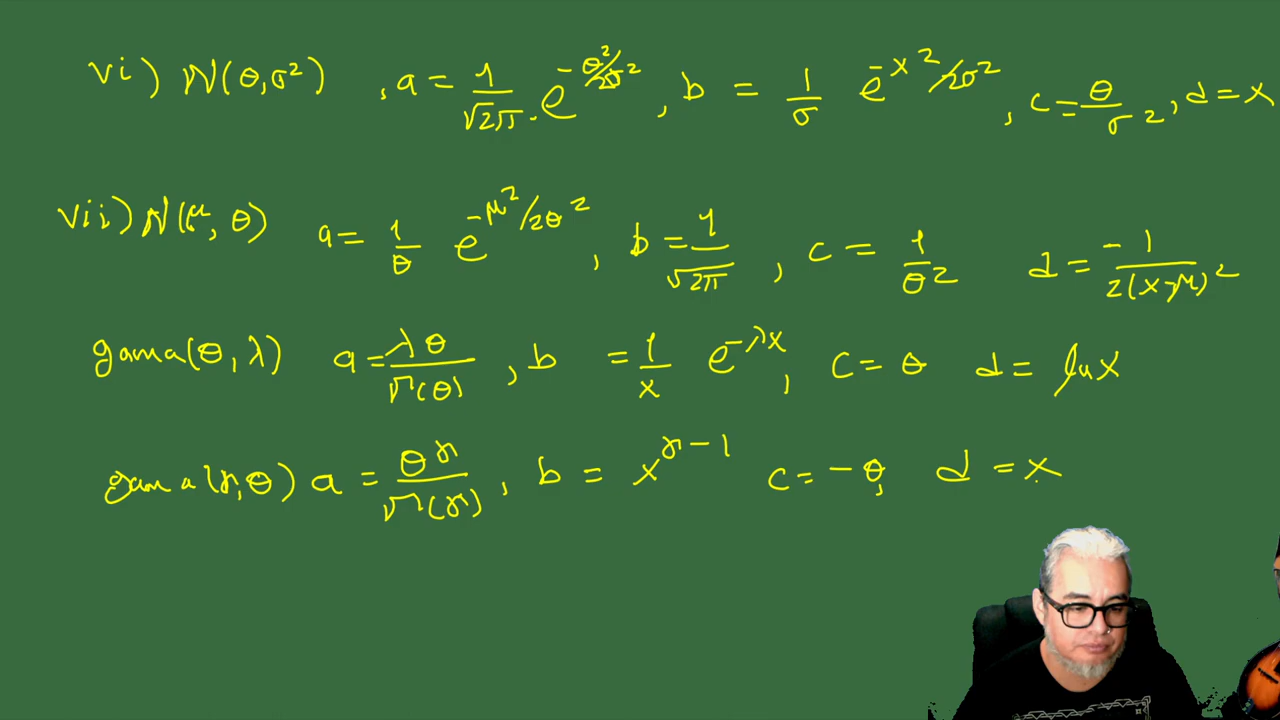 vi) N(θ,σ²) , a = 1/√2π · e^(-θ²/2σ²) , b = 1/σ e^(-x²/2σ²) , c = θ/σ² , d = x
vii) N(μ, θ) a = 1/θ e^(-μ²/2θ²) , b = 1/√2π , c = 1/θ² d = -1/2(x-μ)²
gama(θ, λ) a = λθ/Γ(θ) , b = 1/x e^(-λx) , c = θ d = ln x
gama(r, θ) a = θ^r/Γ(r) , b = x^(r-1) c = -θ, d = x